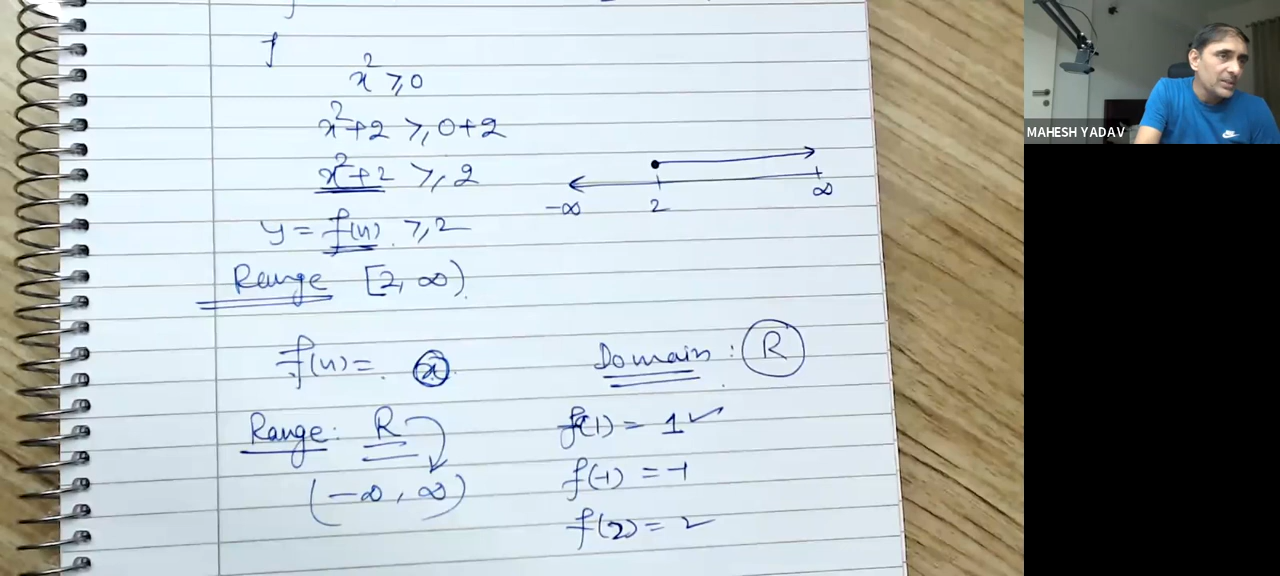 f
x² ≥ 0
x²+2 ≥ 0+2
x²+2 ≥ 2
-∞ 2 ∞
y = f(x) ≥ 2
Range [2, ∞)
f(x) = x
Domain : R
Range: R
(-∞, ∞)
f(1) = 1 ✓
f(-1) = -1
f(2) = 2
MAHESH YADAV